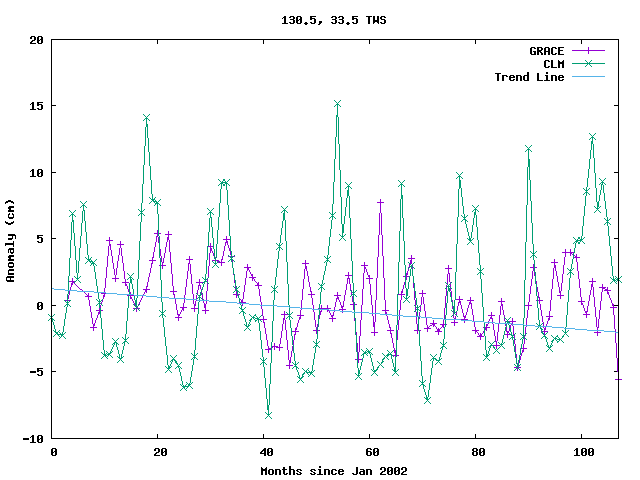 130.5, 33.5 TWS
GRACE
CLM
Trend Line
20
15
10
5
0
-5
-10
Anomaly (cm)
0 20 40 60 80 100
Months since Jan 2002